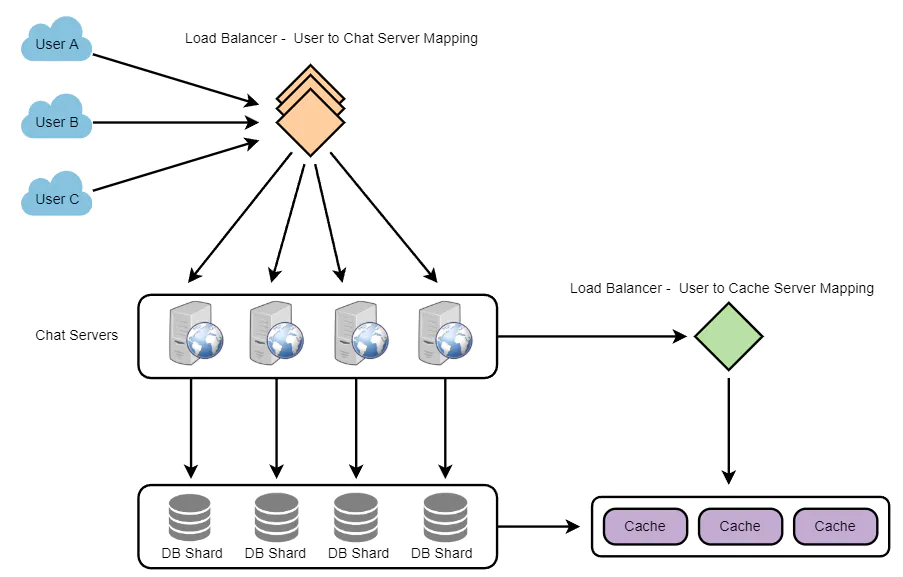 User A
Load Balancer - User to Chat Server Mapping
User B
User C
Load Balancer - User to Cache Server Mapping
Chat Servers
Cache
Cache
Cache
DB Shard
DB Shard
DB Shard
DB Shard